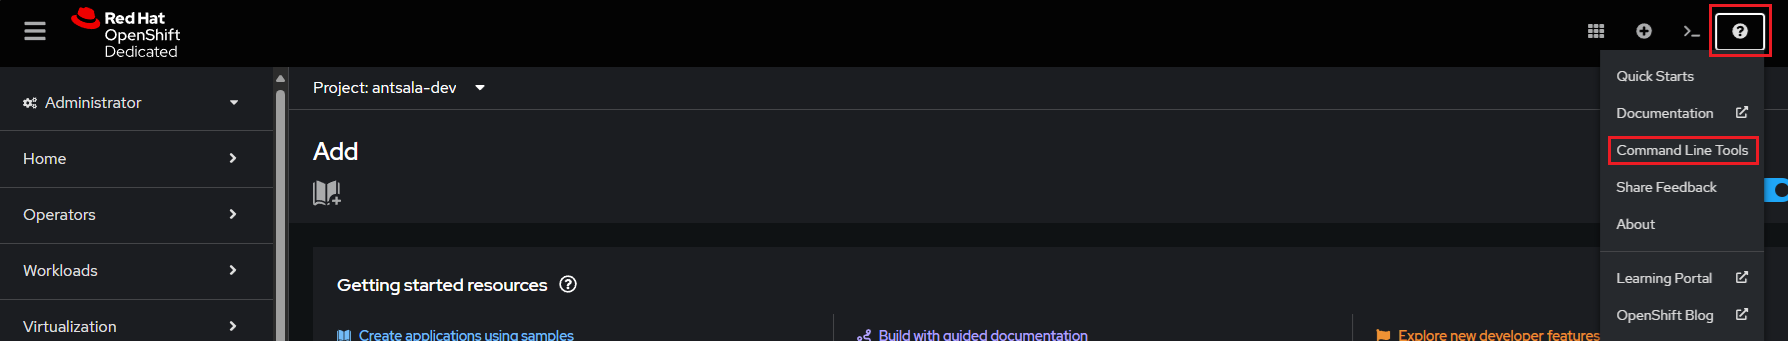 Red Hat
OpenShift
Dedicated
Administrator
Home
Operators
Workloads
Virtualization
Project: antsala-dev
Add
Getting started resources
Create applications using samples
Build with guided documentation
Explore new developer features
Quick Starts
Documentation
Command Line Tools
Share Feedback
About
Learning Portal
OpenShift Blog